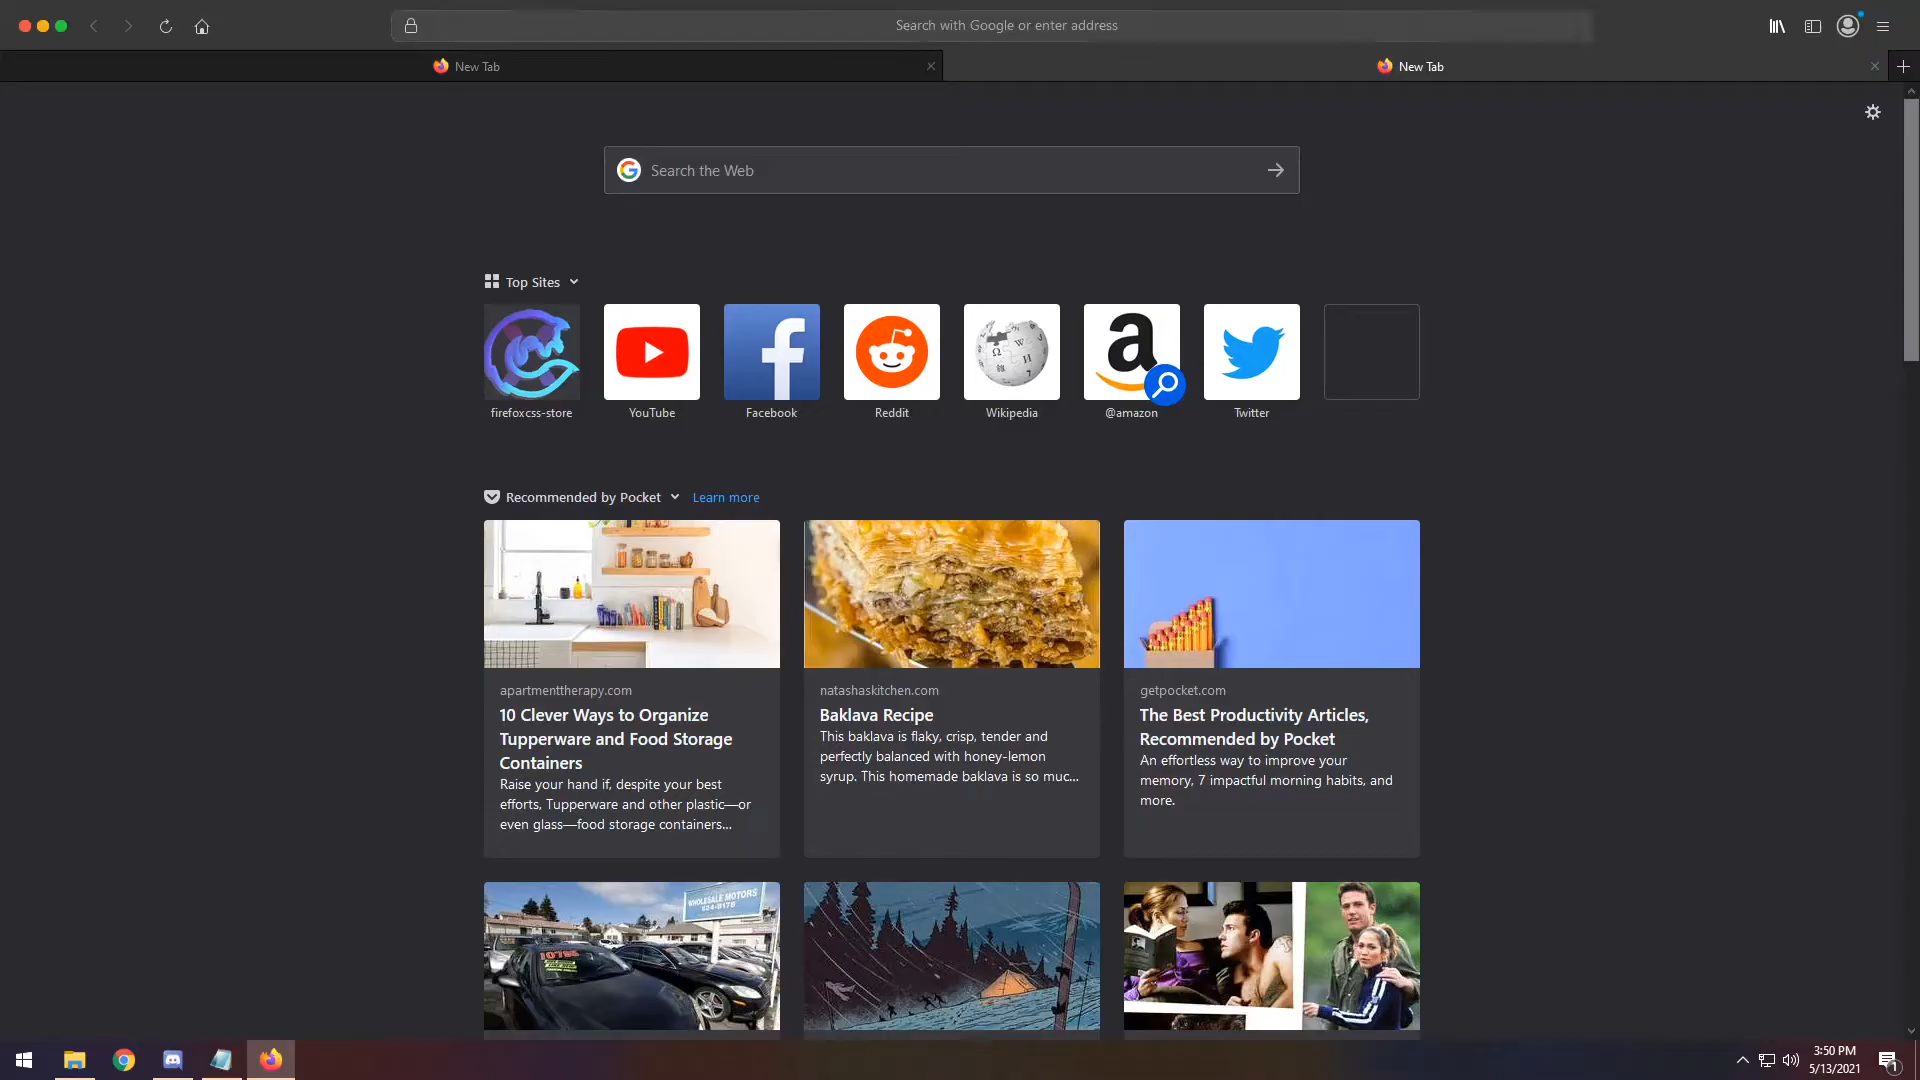 Search with Google or enter address
New Tab
New Tab
Search the Web
Top Sites
firefoxcss-store
YouTube
Facebook
Reddit
Wikipedia
@amazon
Twitter
Recommended by Pocket
Learn more
apartmenttherapy.com
10 Clever Ways to Organize
Tupperware and Food Storage
Containers
Raise your hand if, despite your best
efforts, Tupperware and other plastic—or
even glass—food storage containers...
natashaskitchen.com
Baklava Recipe
This baklava is flaky, crisp, tender and
perfectly balanced with honey-lemon
syrup. This homemade baklava is so muc...
getpocket.com
The Best Productivity Articles,
Recommended by Pocket
An effortless way to improve your
memory, 7 impactful morning habits, and
more.
WHOLESALE MOTORS
824-9178
3:50 PM
5/13/2021
1